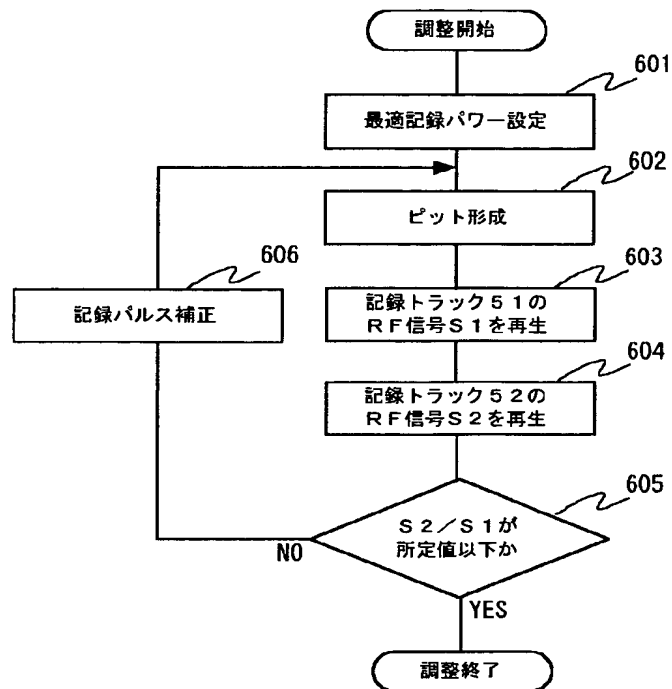 調整開始
601
最適記録パワー設定
602
ピット形成
606
記録パルス補正
603
記録トラック51の
RF信号S1を再生
604
記録トラック52の
RF信号S2を再生
605
S2/S1が
所定値以下か
NO
YES
調整終了